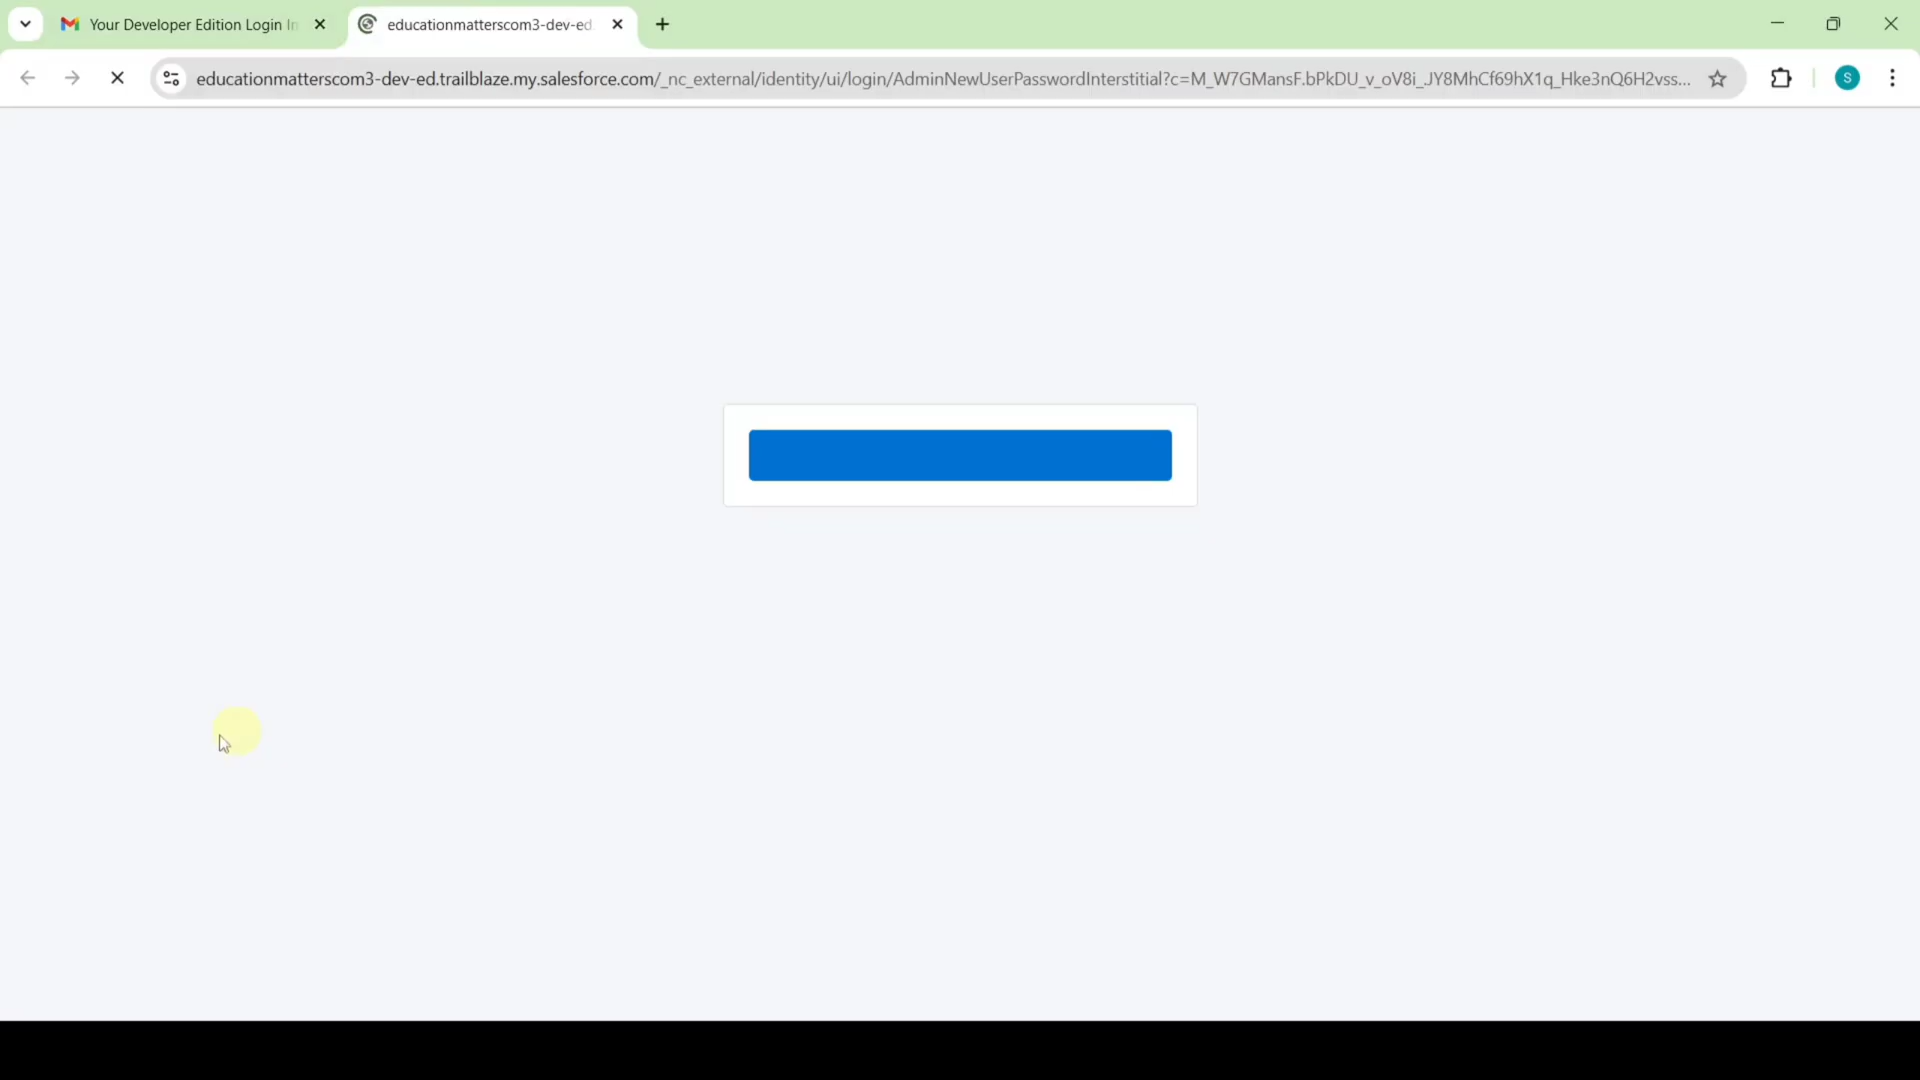 Your Developer Edition Login In
educationmatterscom3-dev-ed.
educationmatterscom3-dev-ed.trailblaze.my.salesforce.com/_nc_external/identity/ui/login/AdminNewUserPasswordInterstitial?c=M_W7GMansF.bPkDU_v_oV8i_JY8MhCf69hX1q_Hke3nQ6H2vss...
S